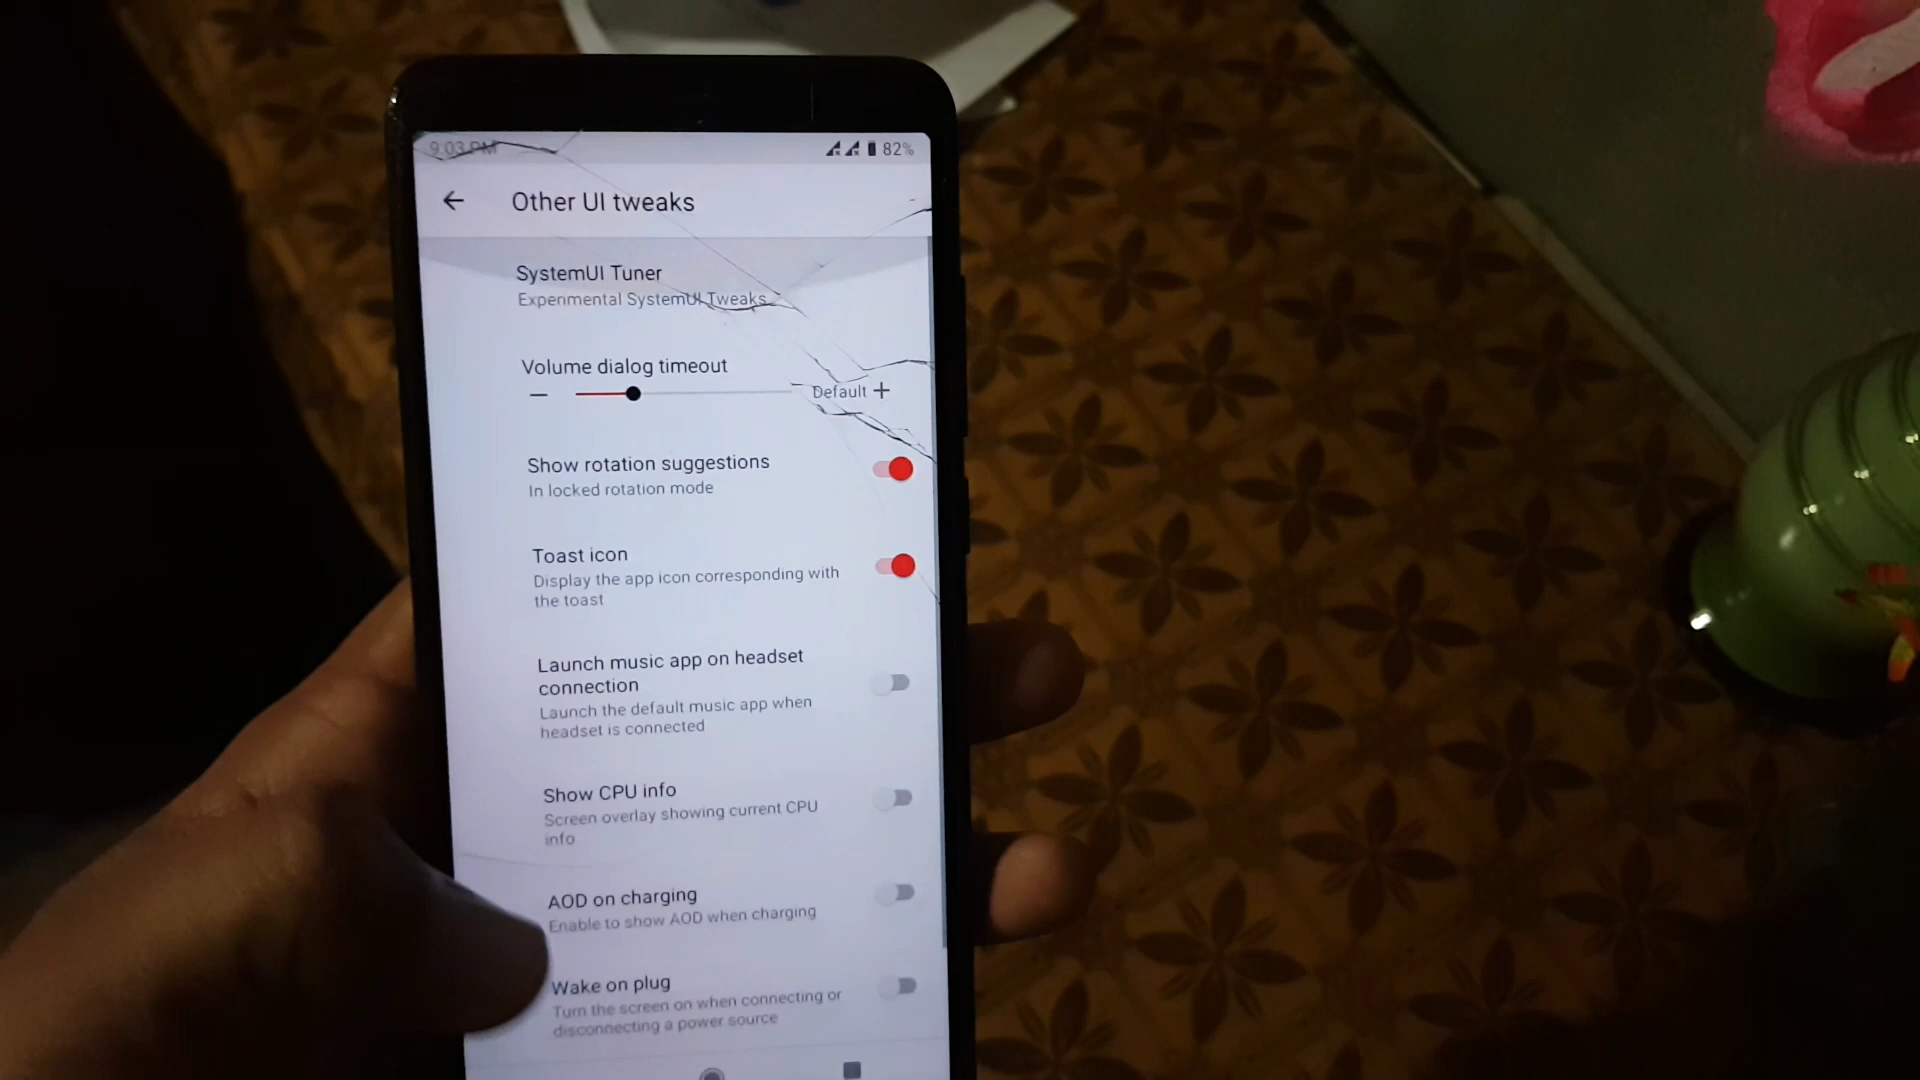 9:03 PM 82%
Other UI tweaks
SystemUI Tuner
Experimental SystemUI Tweaks
Volume dialog timeout
Default
Show rotation suggestions
In locked rotation mode
Toast icon
Display the app icon corresponding with
the toast
Launch music app on headset
connection
Launch the default music app when
headset is connected
Show CPU info
Screen overlay showing current CPU
info
AOD on charging
Enable to show AOD when charging
Wake on plug
Turn the screen on when connecting or
disconnecting a power source